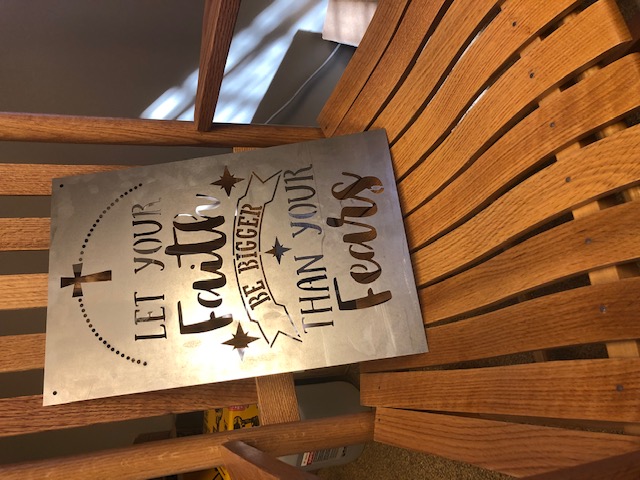 LET YOUR
Faith
BE BIGGER
THAN YOUR
Fears